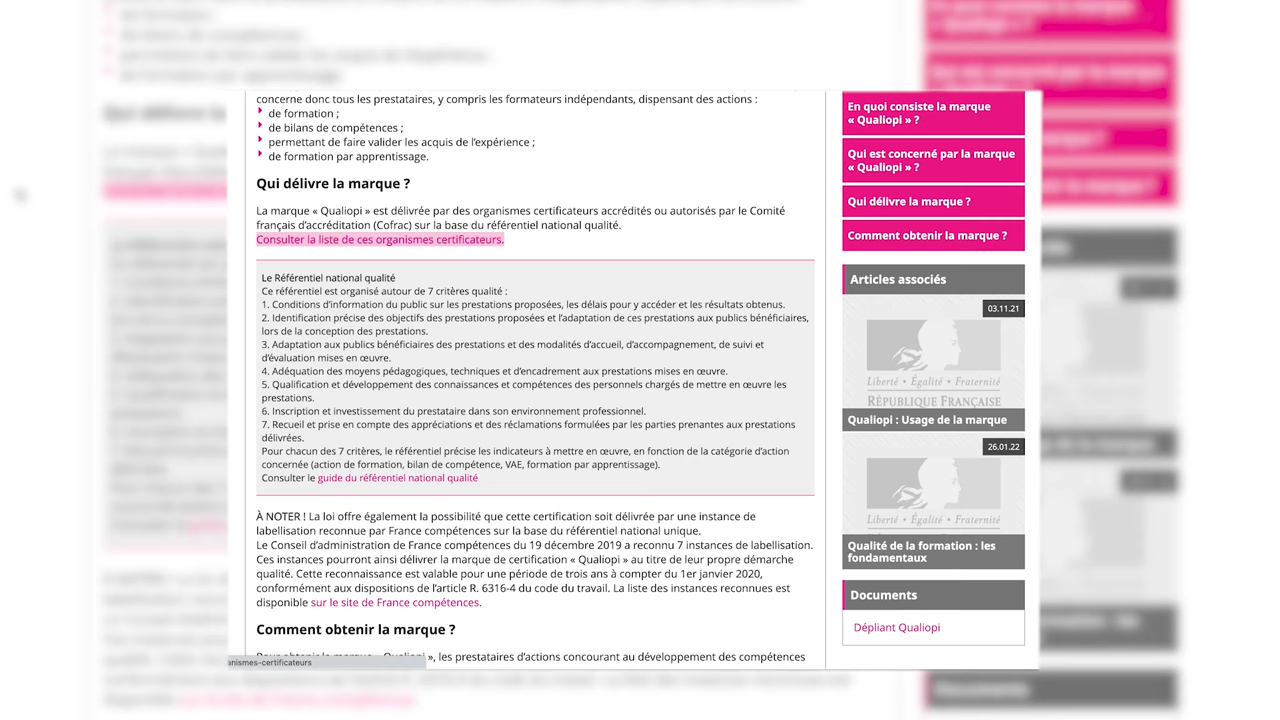 concerne donc tous les prestataires, y compris les formateurs indépendants, dispensant des actions :
de formation ;
de bilans de compétences ;
permettant de faire valider les acquis de l'expérience ;
de formation par apprentissage.
Qui délivre la marque ?
La marque « Qualiopi » est délivrée par des organismes certificateurs accrédités ou autorisés par le Comité
français d'accréditation (Cofrac) sur la base du référentiel national qualité.
Consulter la liste de ces organismes certificateurs.
Le Référentiel national qualité
Ce référentiel est organisé autour de 7 critères qualité :
1. Conditions d'information du public sur les prestations proposées, les délais pour y accéder et les résultats obtenus.
2. Identification précise des objectifs des prestations proposées et l'adaptation de ces prestations aux publics bénéficiaires,
lors de la conception des prestations.
3. Adaptation aux publics bénéficiaires des prestations et des modalités d'accueil, d'accompagnement, de suivi et
d'évaluation mises en œuvre.
4. Adéquation des moyens pédagogiques, techniques et d'encadrement aux prestations mises en œuvre.
5. Qualification et développement des connaissances et compétences des personnels chargés de mettre en œuvre les
prestations.
6. Inscription et investissement du prestataire dans son environnement professionnel.
7. Recueil et prise en compte des appréciations et des réclamations formulées par les parties prenantes aux prestations
délivrées.
Pour chacun des 7 critères, le référentiel précise les indicateurs à mettre en œuvre, en fonction de la catégorie d'action
concernée (action de formation, bilan de compétence, VAE, formation par apprentissage).
Consulter le guide du référentiel national qualité
À NOTER ! La loi offre également la possibilité que cette certification soit délivrée par une instance de
labellisation reconnue par France compétences sur la base du référentiel national unique.
Le Conseil d'administration de France compétences du 19 décembre 2019 a reconnu 7 instances de labellisation.
Ces instances pourront ainsi délivrer la marque de certification « Qualiopi » au titre de leur propre démarche
qualité. Cette reconnaissance est valable pour une période de trois ans à compter du 1er janvier 2020,
conformément aux dispositions de l'article R. 6316-4 du code du travail. La liste des instances reconnues est
disponible sur le site de France compétences.
Comment obtenir la marque ?
Pour obtenir la marque « Qualiopi », les prestataires d'actions concourant au développement des compétences
anismes-certificateurs
En quoi consiste la marque
« Qualiopi » ?
Qui est concerné par la marque
« Qualiopi » ?
Qui délivre la marque ?
Comment obtenir la marque ?
Articles associés
03.11.21
Liberté • Égalité • Fraternité
RÉPUBLIQUE FRANÇAISE
Qualiopi : Usage de la marque
26.01.22
Liberté • Égalité • Fraternité
Qualité de la formation : les
fondamentaux
Documents
Dépliant Qualiopi